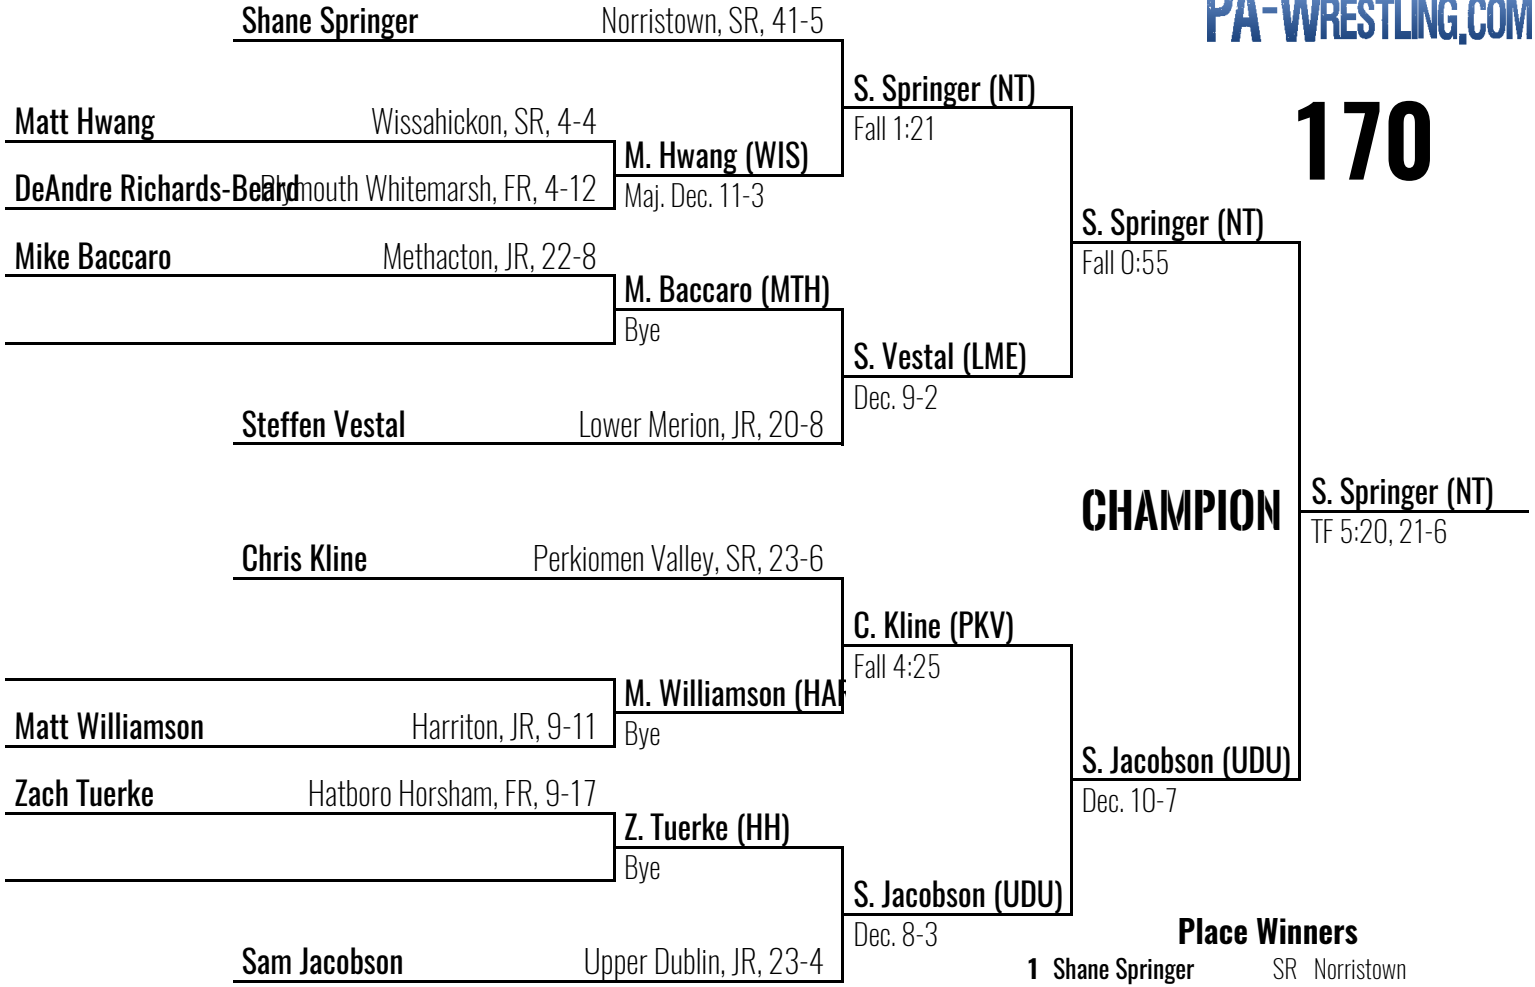 Shane Springer Norristown, SR, 41-5
PA-WRESTLING.COM
170
S. Springer (NT)
Fall 1:21
Matt Hwang Wissahickon, SR, 4-4
M. Hwang (WIS)
Maj. Dec. 11-3
DeAndre Richards-Beard Plymouth Whitemarsh, FR, 4-12
S. Springer (NT)
Fall 0:55
Mike Baccaro Methacton, JR, 22-8
M. Baccaro (MTH)
Bye
S. Vestal (LME)
Dec. 9-2
Steffen Vestal Lower Merion, JR, 20-8
CHAMPION
S. Springer (NT)
TF 5:20, 21-6
Chris Kline Perkiomen Valley, SR, 23-6
C. Kline (PKV)
Fall 4:25
M. Williamson (HAR
Bye
Matt Williamson Harriton, JR, 9-11
S. Jacobson (UDU)
Dec. 10-7
Zach Tuerke Hatboro Horsham, FR, 9-17
Z. Tuerke (HH)
Bye
S. Jacobson (UDU)
Dec. 8-3
Sam Jacobson Upper Dublin, JR, 23-4
Place Winners
1 Shane Springer SR Norristown